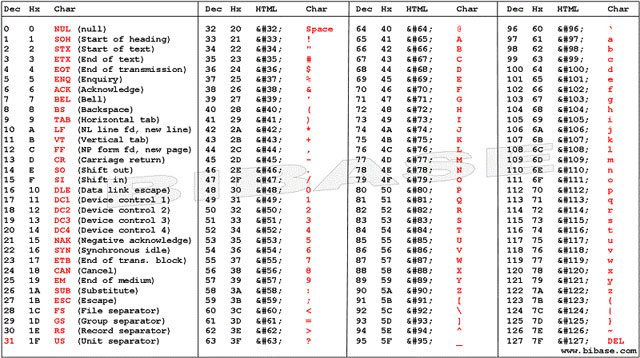 Dec Hx Char Dec Hx HTML Char Dec Hx HTML Char Dec Hx HTML Char
0 0 NUL (null) 32 20 &#32; Space 64 40 &#64; @ 96 60 &#96; `
1 1 SOH (Start of heading) 33 21 &#33; ! 65 41 &#65; A 97 61 &#97; a
2 2 STX (Start of text) 34 22 &#34; " 66 42 &#66; B 98 62 &#98; b
3 3 ETX (End of text) 35 23 &#35; # 67 43 &#67; C 99 63 &#99; c
4 4 EOT (End of transmission) 36 24 &#36; $ 68 44 &#68; D 100 64 &#100; d
5 5 ENQ (Enquiry) 37 25 &#37; % 69 45 &#69; E 101 65 &#101; e
6 6 ACK (Acknowledge) 38 26 &#38; & 70 46 &#70; F 102 66 &#102; f
7 7 BEL (Bell) 39 27 &#39; ' 71 47 &#71; G 103 67 &#103; g
8 8 BS (Backspace) 40 28 &#40; ( 72 48 &#72; H 104 68 &#104; h
9 9 TAB (Horizontal tab) 41 29 &#41; ) 73 49 &#73; I 105 69 &#105; i
10 A LF (NL line fd, new line) 42 2A &#42; * 74 4A &#74; J 106 6A &#106; j
11 B VT (Vertical tab) 43 2B &#43; + 75 4B &#75; K 107 6B &#107; k
12 C FF (NP form fd, new page) 44 2C &#44; , 76 4C &#76; L 108 6C &#108; l
13 D CR (Carriage return) 45 2D &#45; - 77 4D &#77; M 109 6D &#109; m
14 E SO (Shift out) 46 2E &#46; . 78 4E &#78; N 110 6E &#110; n
15 F SI (Shift in) 47 2F &#47; / 79 4F &#79; O 111 6F &#111; o
16 10 DLE (Data link escape) 48 30 &#48; 0 80 50 &#80; P 112 70 &#112; p
17 11 DC1 (Device control 1) 49 31 &#49; 1 81 51 &#81; Q 113 71 &#113; q
18 12 DC2 (Device control 2) 50 32 &#50; 2 82 52 &#82; R 114 72 &#114; r
19 13 DC3 (Device control 3) 51 33 &#51; 3 83 53 &#83; S 115 73 &#115; s
20 14 DC4 (Device control 4) 52 34 &#52; 4 84 54 &#84; T 116 74 &#116; t
21 15 NAK (Negative acknowledge) 53 35 &#53; 5 85 55 &#85; U 117 75 &#117; u
22 16 SYN (Synchronous idle) 54 36 &#54; 6 86 56 &#86; V 118 76 &#118; v
23 17 ETB (End of trans. block) 55 37 &#55; 7 87 57 &#87; W 119 77 &#119; w
24 18 CAN (Cancel) 56 38 &#56; 8 88 58 &#88; X 120 78 &#120; x
25 19 EM (End of medium) 57 39 &#57; 9 89 59 &#89; Y 121 79 &#121; y
26 1A SUB (Substitute) 58 3A &#58; : 90 5A &#90; Z 122 7A &#122; z
27 1B ESC (Escape) 59 3B &#59; ; 91 5B &#91; [ 123 7B &#123; {
28 1C FS (File separator) 60 3C &#60; < 92 5C &#92; \ 124 7C &#124; |
29 1D GS (Group separator) 61 3D &#61; = 93 5D &#93; ] 125 7D &#125; }
30 1E RS (Record separator) 62 3E &#62; > 94 5E &#94; ^ 126 7E &#126; ~
31 1F US (Unit separator) 63 3F &#63; ? 95 5F &#95; _ 127 7F &#127; DEL
BIBASE
www.bibase.com